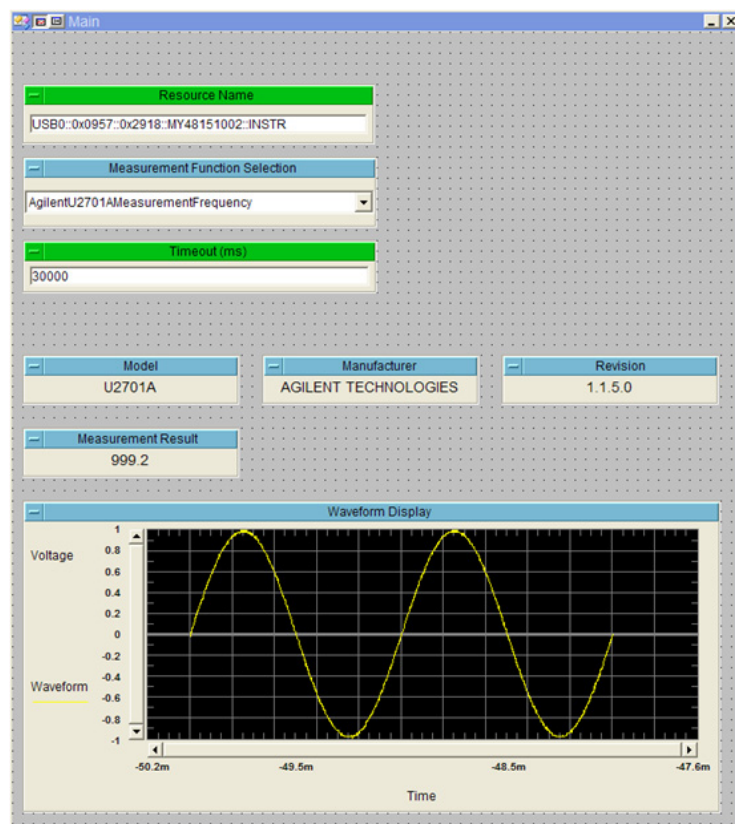 Main
Resource Name
USB0::0x0957::0x2918::MY48151002::INSTR
Measurement Function Selection
AgilentU2701AMeasurementFrequency
Timeout (ms)
30000
Model
U2701A
Manufacturer
AGILENT TECHNOLOGIES
Revision
1.1.5.0
Measurement Result
999.2
Waveform Display
Voltage
Waveform
1
0.8
0.6
0.4
0.2
0
-0.2
-0.4
-0.6
-0.8
-1
-50.2m
-49.5m
-48.5m
-47.6m
Time